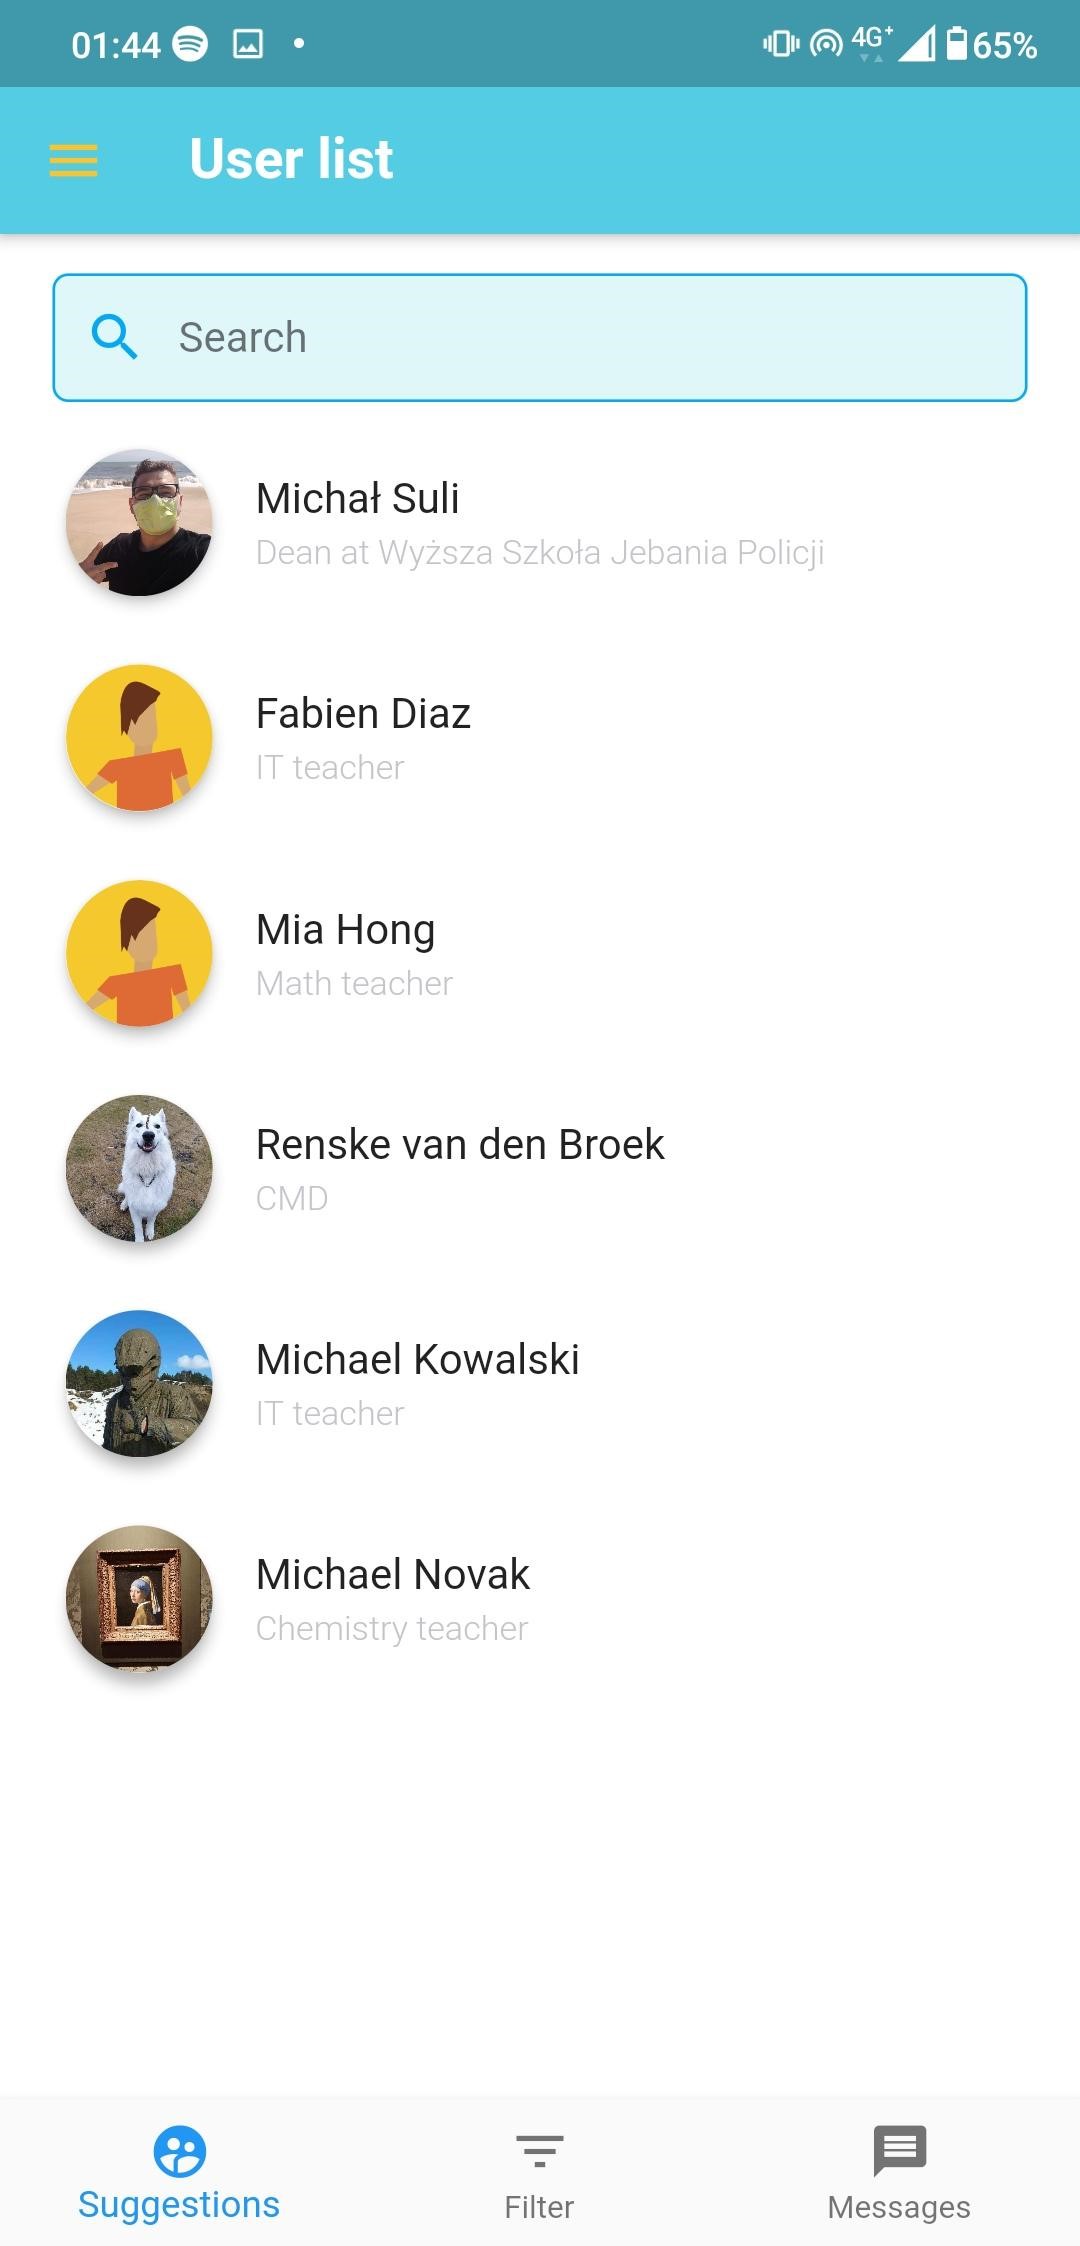 01:44
4G+
65%
User list
Search
Michał Suli
Dean at Wyższa Szkoła Jebania Policji
Fabien Diaz
IT teacher
Mia Hong
Math teacher
Renske van den Broek
CMD
Michael Kowalski
IT teacher
Michael Novak
Chemistry teacher
Suggestions
Filter
Messages